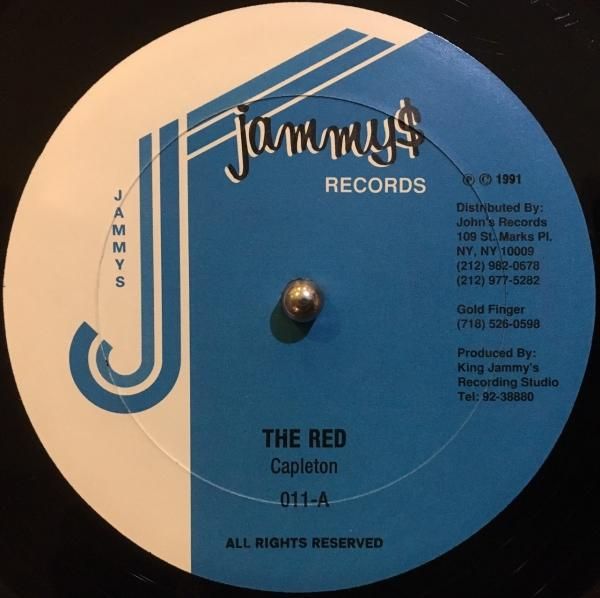 jammy$
RECORDS
JAMMYS
℗ © 1991
Distributed By:
John's Records
109 St. Marks Pl.
NY, NY 10009
(212) 982-0678
(212) 977-5282
Gold Finger
(718) 526-0598
Produced By:
King Jammy's
Recording Studio
Tel: 92-38880
THE RED
Capleton
011-A
ALL RIGHTS RESERVED